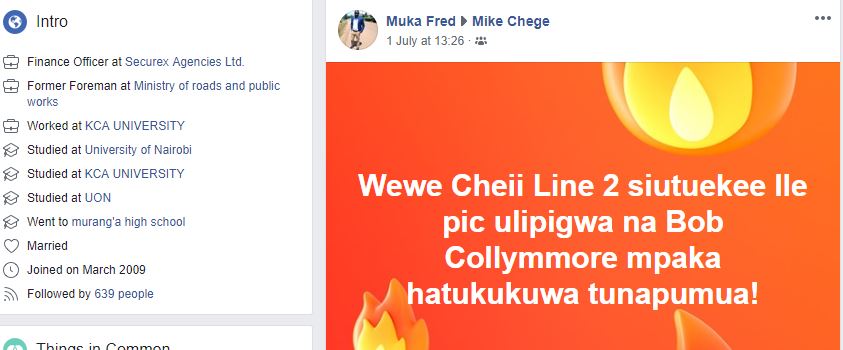 Intro
Finance Officer at Securex Agencies Ltd.
Former Foreman at Ministry of roads and public
works
Worked at KCA UNIVERSITY
Studied at University of Nairobi
Studied at KCA UNIVERSITY
Studied at UON
Went to murang'a high school
Married
Joined on March 2009
Followed by 639 people
Things in Common
Muka Fred Mike Chege
1 July at 13:26 ·
Wewe Cheii Line 2 siutuekee Ile
pic ulipigwa na Bob
Collymmore mpaka
hatukukuwa tunapumua!